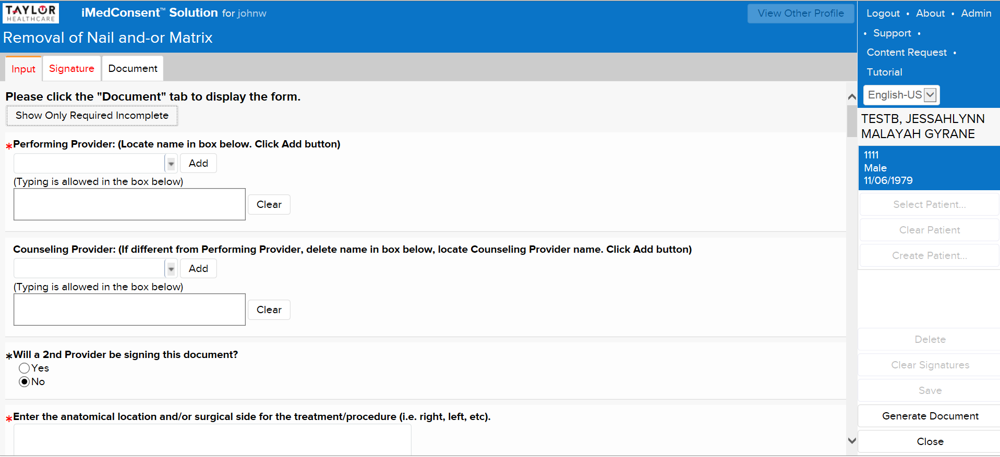 TAYLOR
HEALTHCARE
iMedConsent™ Solution for johnw
View Other Profile
Removal of Nail and-or Matrix
Logout • About • Admin
• Support •
Content Request •
Tutorial
English-US
Input
Signature
Document
Please click the "Document" tab to display the form.
Show Only Required Incomplete
*Performing Provider: (Locate name in box below. Click Add button)
Add
(Typing is allowed in the box below)
Clear
Counseling Provider: (If different from Performing Provider, delete name in box below, locate Counseling Provider name. Click Add button)
Add
(Typing is allowed in the box below)
Clear
*Will a 2nd Provider be signing this document?
Yes
No
*Enter the anatomical location and/or surgical side for the treatment/procedure (i.e. right, left, etc).
TESTB, JESSAHLYNN
MALAYAH GYRANE
1111
Male
11/06/1979
Select Patient...
Clear Patient
Create Patient...
Delete
Clear Signatures
Save
Generate Document
Close